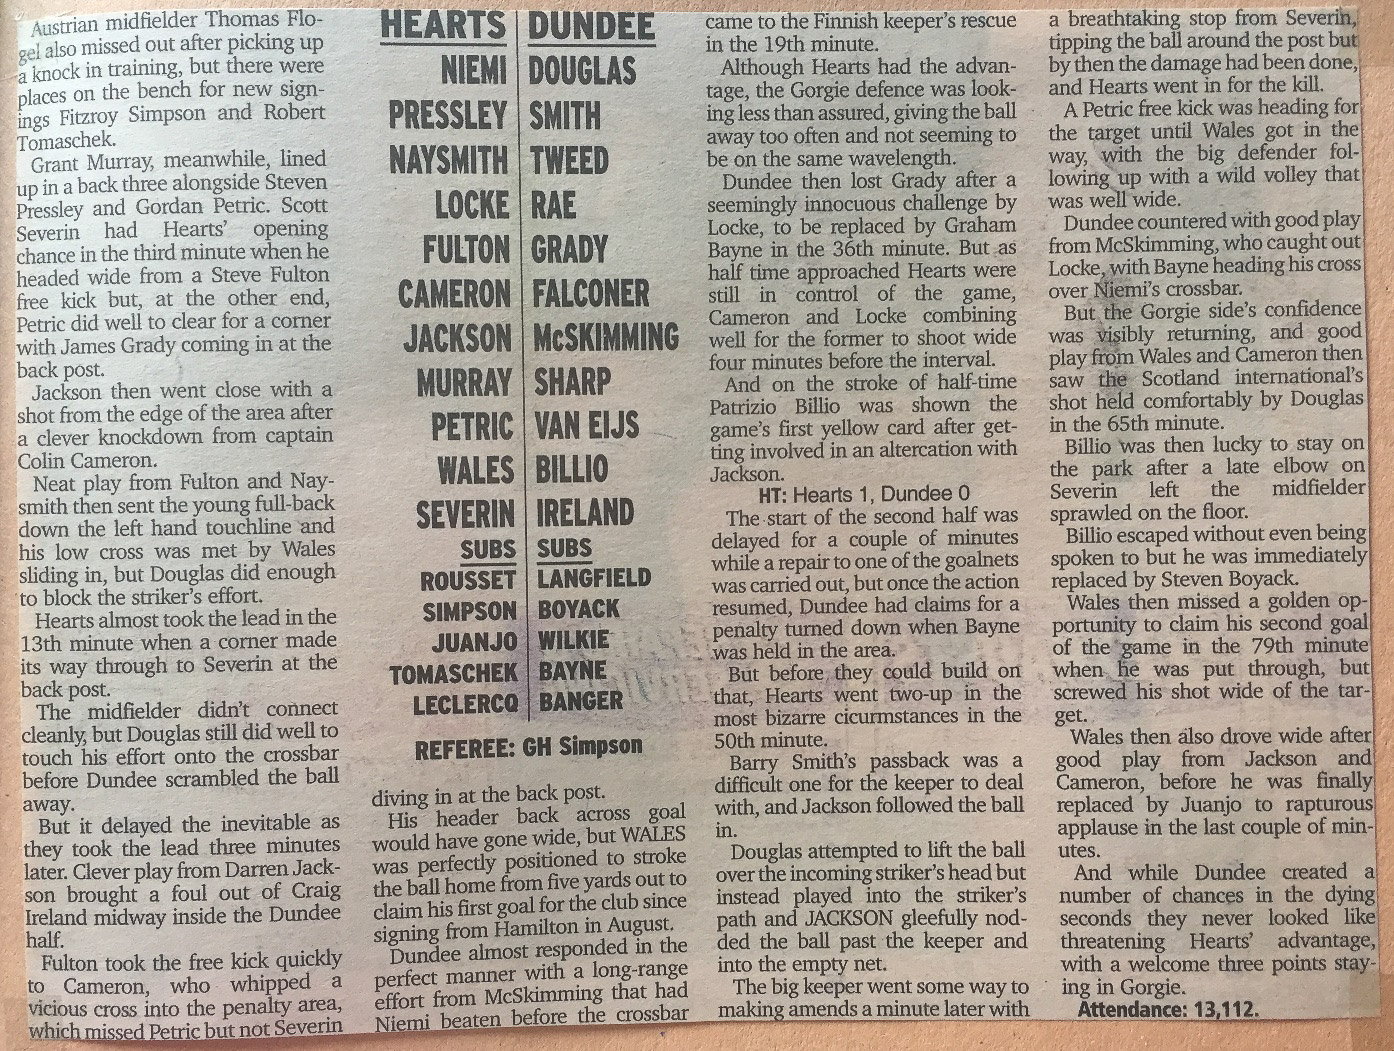 Austrian midfielder Thomas Flo-
gel also missed out after picking up
a knock in training, but there were
places on the bench for new sign-
ings Fitzroy Simpson and Robert
Tomaschek.
Grant Murray, meanwhile, lined
up in a back three alongside Steven
Pressley and Gordan Petric. Scott
Severin had Hearts' opening
chance in the third minute when he
headed wide from a Steve Fulton
free kick but, at the other end,
Petric did well to clear for a corner
with James Grady coming in at the
back post.
Jackson then went close with a
shot from the edge of the area after
a clever knockdown from captain
Colin Cameron.
Neat play from Fulton and Nay-
smith then sent the young full-back
down the left hand touchline and
his low cross was met by Wales
sliding in, but Douglas did enough
to block the striker's effort.
Hearts almost took the lead in the
13th minute when a corner made
its way through to Severin at the
back post.
The midfielder didn't connect
cleanly, but Douglas still did well to
touch his effort onto the crossbar
before Dundee scrambled the ball
away.
But it delayed the inevitable as
they took the lead three minutes
later. Clever play from Darren Jack-
son brought a foul out of Craig
Ireland midway inside the Dundee
half.
Fulton took the free kick quickly
to Cameron, who whipped a
vicious cross into the penalty area,
which missed Petric but not Severin
HEARTS DUNDEE
NIEMI DOUGLAS
PRESSLEY SMITH
NAYSMITH TWEED
LOCKE RAE
FULTON GRADY
CAMERON FALCONER
JACKSON McSKIMMING
MURRAY SHARP
PETRIC VAN EIJS
WALES BILLIO
SEVERIN IRELAND
SUBS SUBS
ROUSSET LANGFIELD
SIMPSON BOYACK
JUANJO WILKIE
TOMASCHEK BAYNE
LECLERCQ BANGER
REFEREE: GH Simpson
diving in at the back post.
His header back across goal
would have gone wide, but WALES
was perfectly positioned to stroke
the ball home from five yards out to
claim his first goal for the club since
signing from Hamilton in August.
Dundee almost responded in the
perfect manner with a long-range
effort from McSkimming that had
Niemi beaten before the crossbar
came to the Finnish keeper's rescue
in the 19th minute.
Although Hearts had the advan-
tage, the Gorgie defence was look-
ing less than assured, giving the ball
away too often and not seeming to
be on the same wavelength.
Dundee then lost Grady after a
seemingly innocuous challenge by
Locke, to be replaced by Graham
Bayne in the 36th minute. But as
half time approached Hearts were
still in control of the game,
Cameron and Locke combining
well for the former to shoot wide
four minutes before the interval.
And on the stroke of half-time
Patrizio Billio was shown the
game's first yellow card after get-
ting involved in an altercation with
Jackson.
HT: Hearts 1, Dundee 0
The start of the second half was
delayed for a couple of minutes
while a repair to one of the goalnets
was carried out, but once the action
resumed, Dundee had claims for a
penalty turned down when Bayne
was held in the area.
But before they could build on
that, Hearts went two-up in the
most bizarre cicurmstances in the
50th minute.
Barry Smith's passback was a
difficult one for the keeper to deal
with, and Jackson followed the ball
in.
Douglas attempted to lift the ball
over the incoming striker's head but
instead played into the striker's
path and JACKSON gleefully nod-
ded the ball past the keeper and
into the empty net.
The big keeper went some way to
making amends a minute later with
a breathtaking stop from Severin,
tipping the ball around the post but
by then the damage had been done,
and Hearts went in for the kill.
A Petric free kick was heading for
the target until Wales got in the
way, with the big defender fol-
lowing up with a wild volley that
was well wide.
Dundee countered with good play
from McSkimming, who caught out
Locke, with Bayne heading his cross
over Niemi's crossbar.
But the Gorgie side's confidence
was visibly returning, and good
play from Wales and Cameron then
saw the Scotland international's
shot held comfortably by Douglas
in the 65th minute.
Billio was then lucky to stay on
the park after a late elbow on
Severin left the midfielder
sprawled on the floor.
Billio escaped without even being
spoken to but he was immediately
replaced by Steven Boyack.
Wales then missed a golden op-
portunity to claim his second goal
of the game in the 79th minute
when he was put through, but
screwed his shot wide of the tar-
get.
Wales then also drove wide after
good play from Jackson and
Cameron, before he was finally
replaced by Juanjo to rapturous
applause in the last couple of min-
utes.
And while Dundee created a
number of chances in the dying
seconds they never looked like
threatening Hearts' advantage,
with a welcome three points stay-
ing in Gorgie.
Attendance: 13,112.